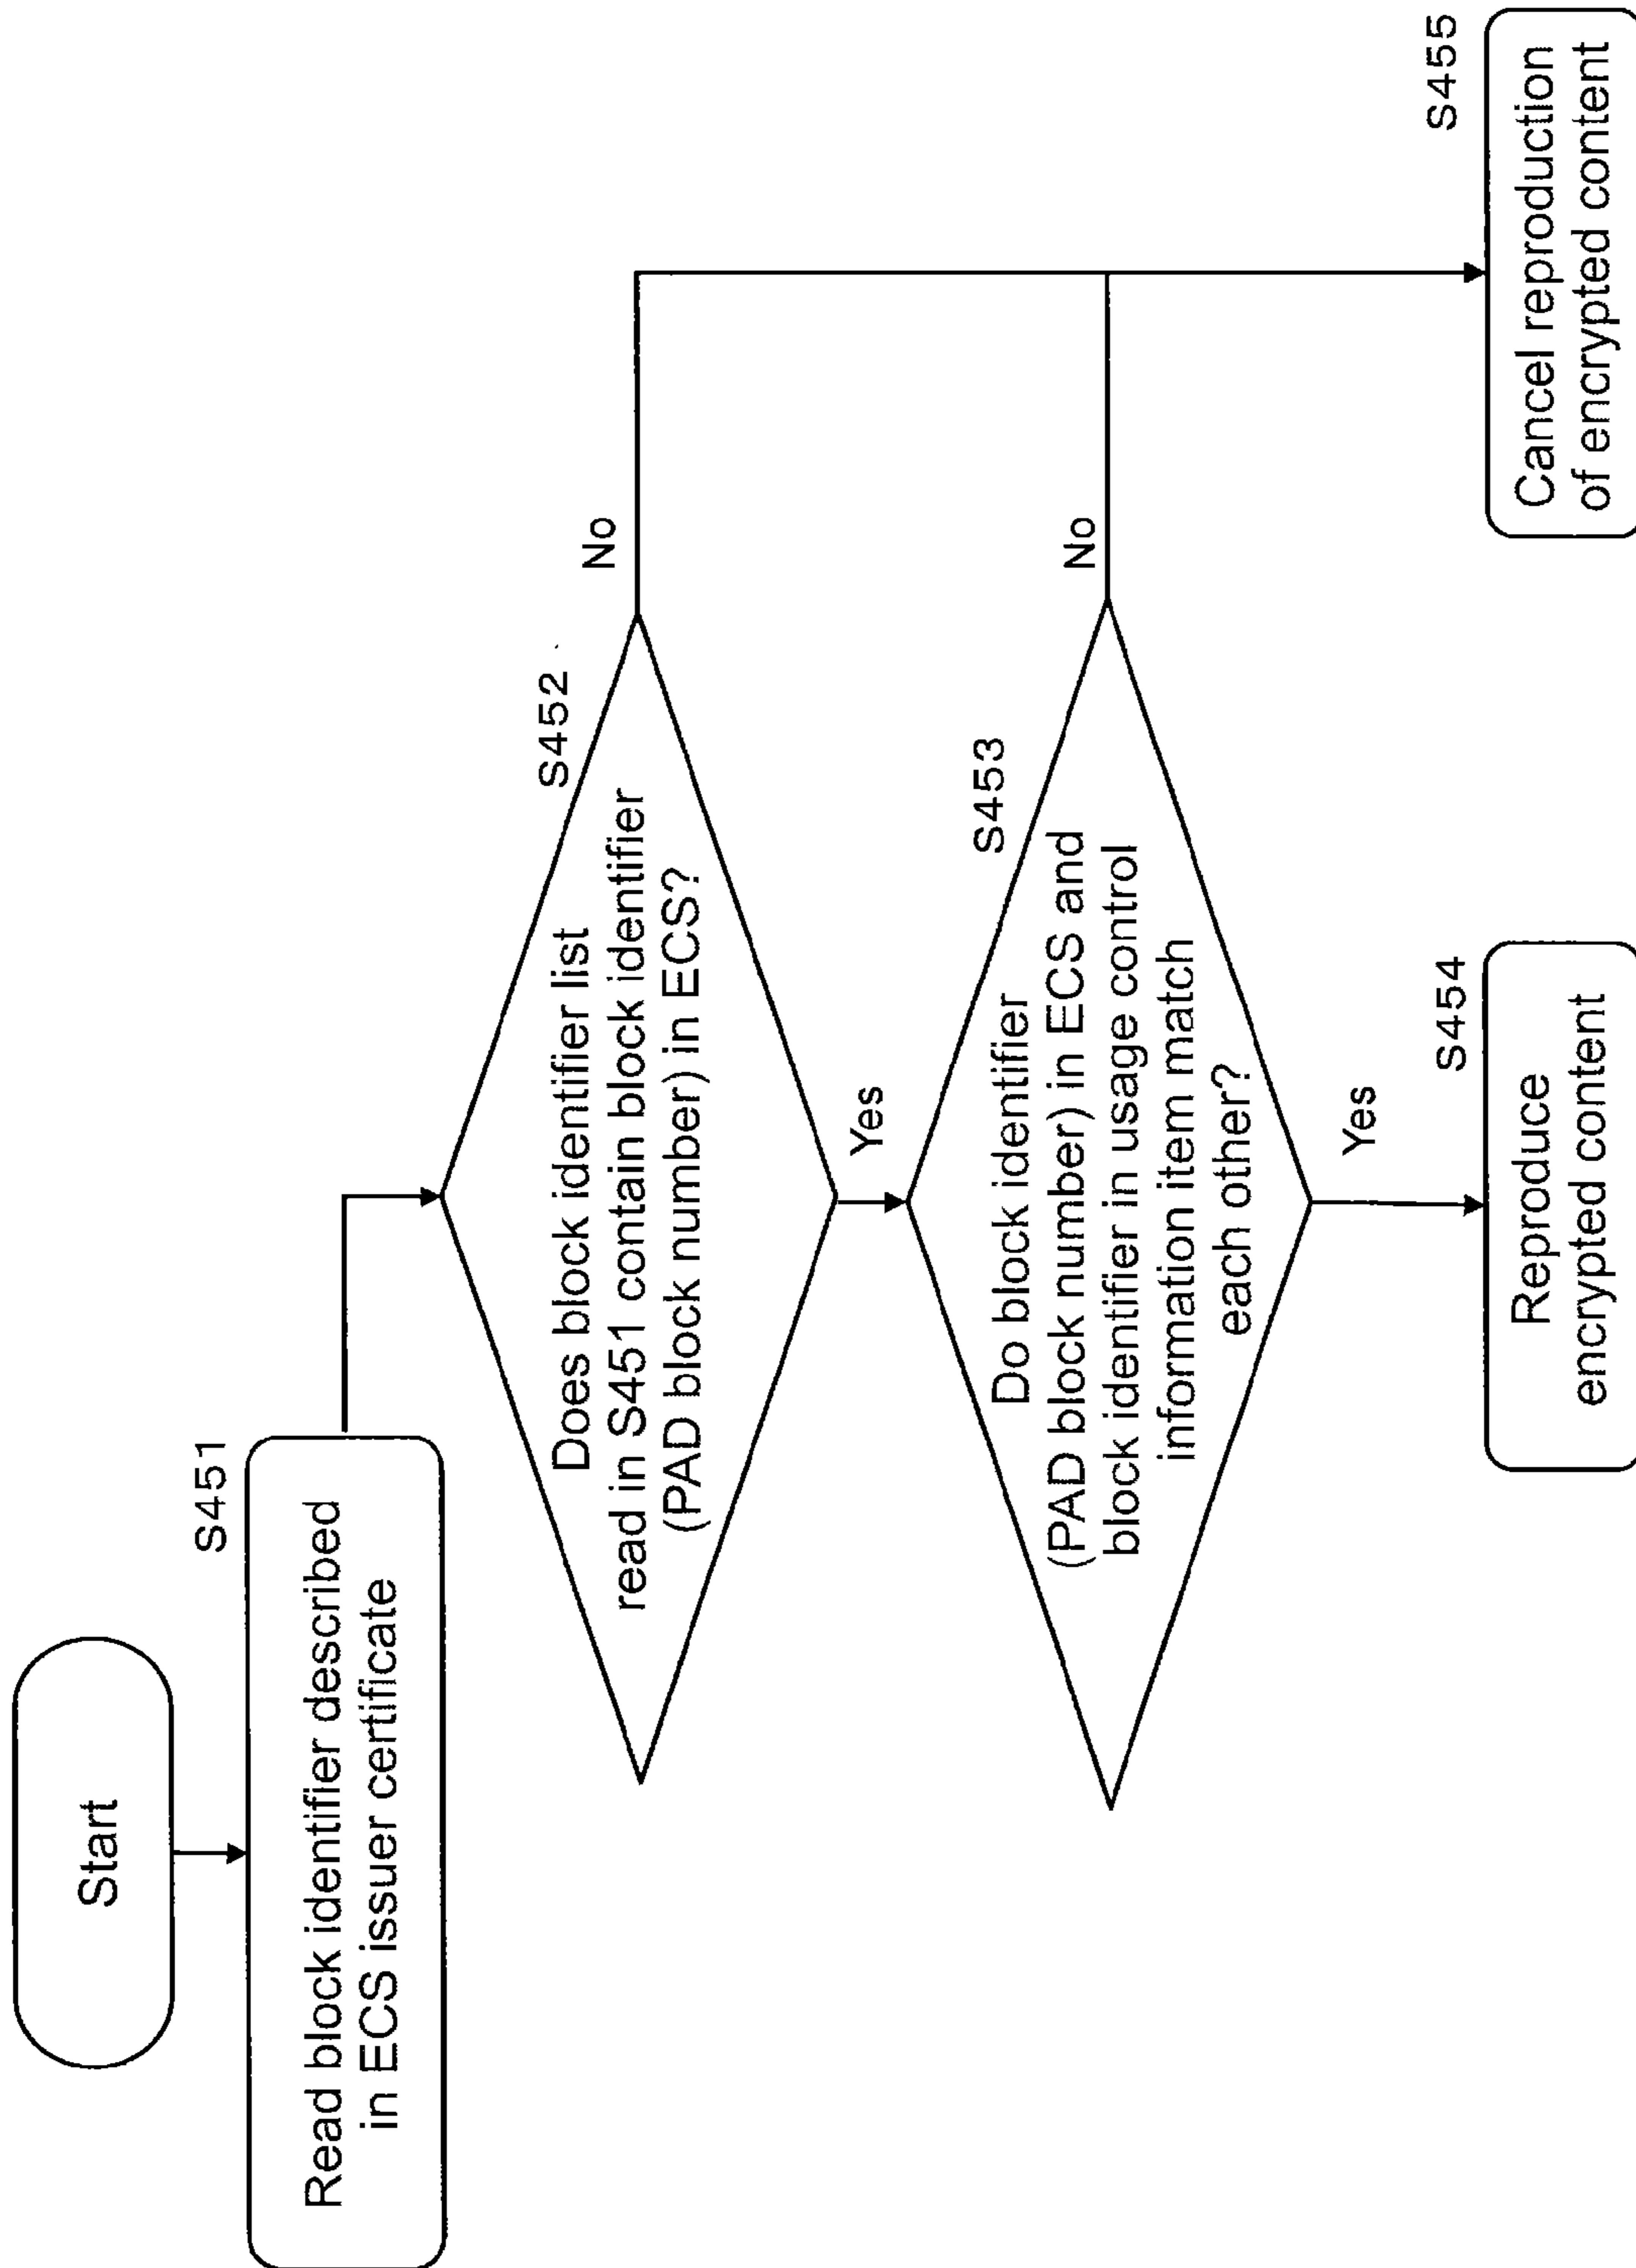 Start
S451
Read block identifier described
in ECS issuer certificate
S452
Does block identifier list
read in S451 contain block identifier
(PAD block number) in ECS?
No
Yes
S453
Do block identifier
(PAD block number) in ECS and
block identifier in usage control
information item match
each other?
No
Yes
S454
Reproduce
encrypted content
S455
Cancel reproduction
of encrypted content